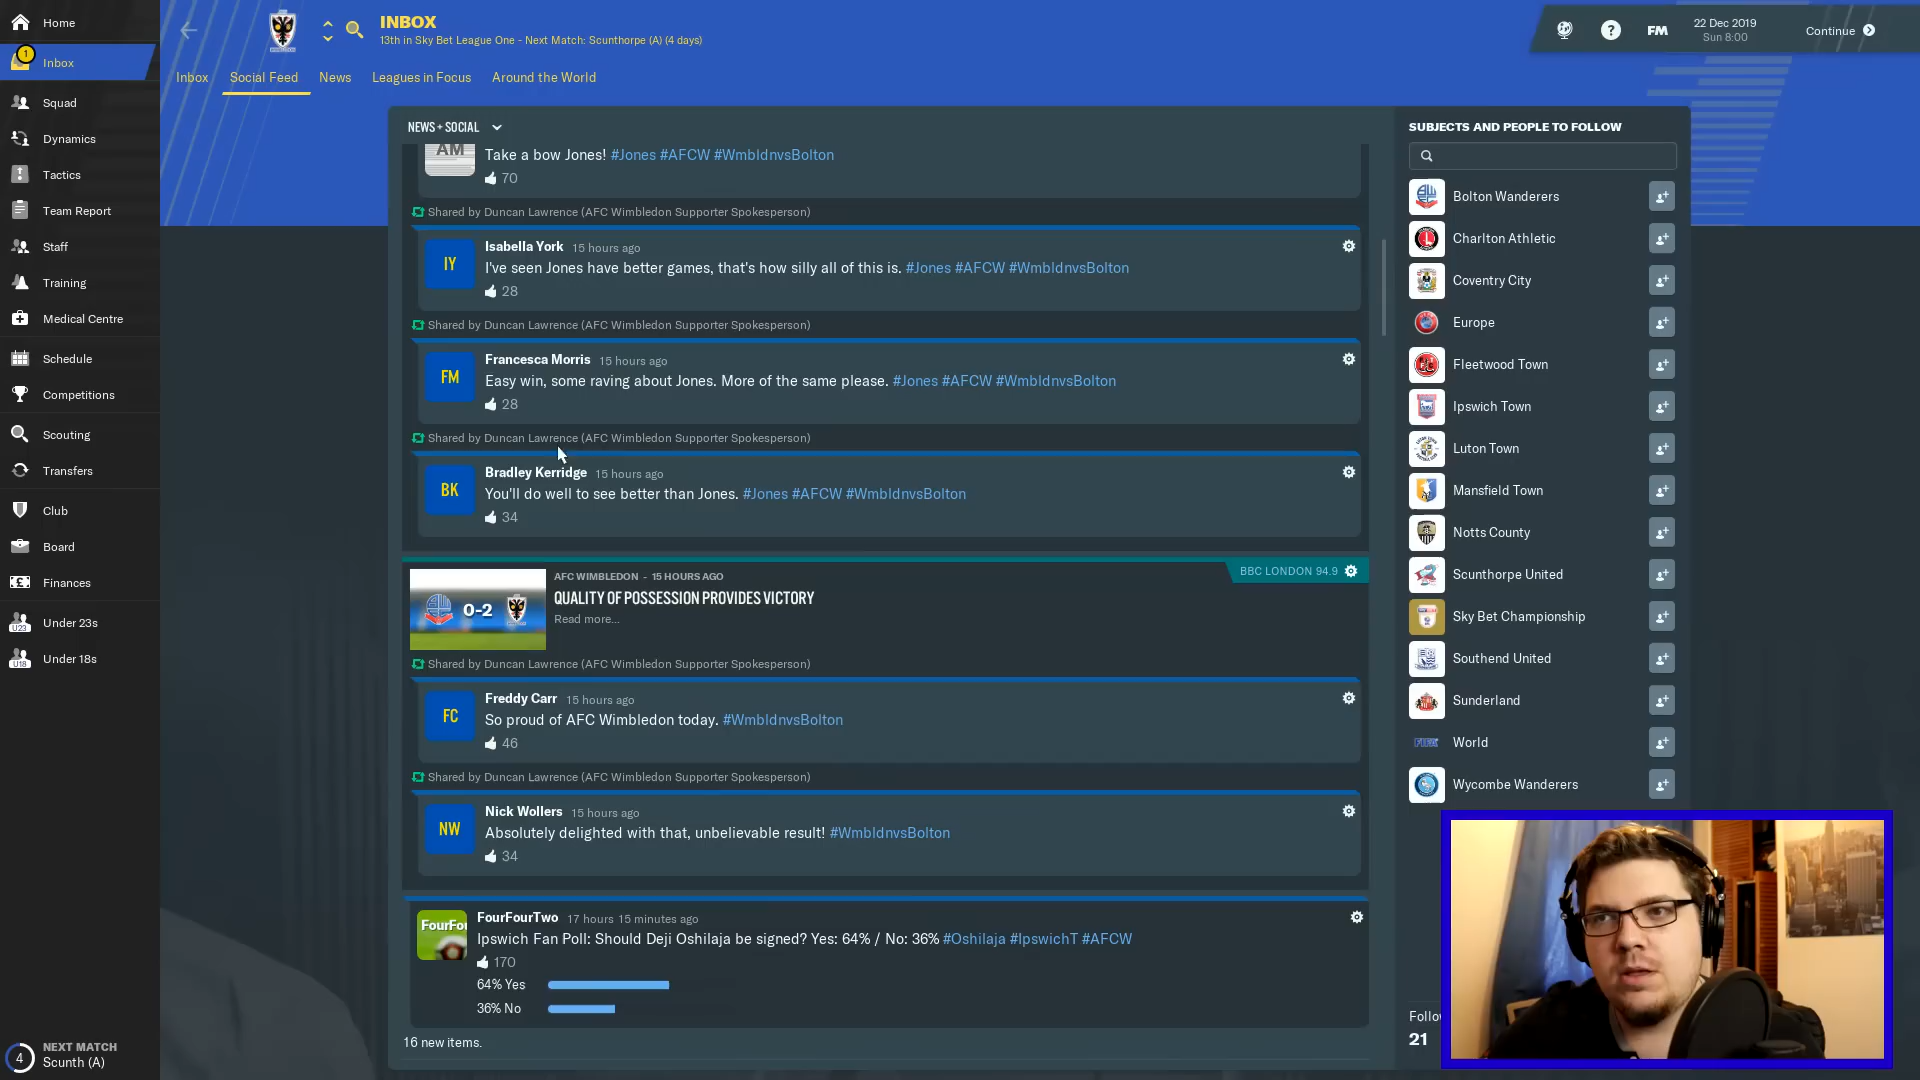 Home
INBOX
13th in Sky Bet League One - Next Match: Scunthorpe (A) (4 days)
FM
22 Dec 2019
Sun 8:00
Continue
1
Inbox
Inbox
Social Feed
News
Leagues in Focus
Around the World
Squad
Dynamics
Tactics
Team Report
Staff
Training
Medical Centre
Schedule
Competitions
Scouting
Transfers
Club
Board
Finances
U23
Under 23s
U18
Under 18s
4
NEXT MATCH
Scunth (A)
NEWS + SOCIAL
AM
Take a bow Jones! #Jones #AFCW #WmbldnvsBolton
70
Shared by Duncan Lawrence (AFC Wimbledon Supporter Spokesperson)
IY
Isabella York 15 hours ago
I've seen Jones have better games, that's how silly all of this is. #Jones #AFCW #WmbldnvsBolton
28
Shared by Duncan Lawrence (AFC Wimbledon Supporter Spokesperson)
FM
Francesca Morris 15 hours ago
Easy win, some raving about Jones. More of the same please. #Jones #AFCW #WmbldnvsBolton
28
Shared by Duncan Lawrence (AFC Wimbledon Supporter Spokesperson)
BK
Bradley Kerridge 15 hours ago
You'll do well to see better than Jones. #Jones #AFCW #WmbldnvsBolton
34
0-2
AFC WIMBLEDON - 15 HOURS AGO
BBC LONDON 94.9
QUALITY OF POSSESSION PROVIDES VICTORY
Read more...
Shared by Duncan Lawrence (AFC Wimbledon Supporter Spokesperson)
FC
Freddy Carr 15 hours ago
So proud of AFC Wimbledon today. #WmbldnvsBolton
46
Shared by Duncan Lawrence (AFC Wimbledon Supporter Spokesperson)
NW
Nick Wollers 15 hours ago
Absolutely delighted with that, unbelievable result! #WmbldnvsBolton
34
FourFou
FourFourTwo 17 hours 15 minutes ago
Ipswich Fan Poll: Should Deji Oshilaja be signed? Yes: 64% / No: 36% #Oshilaja #IpswichT #AFCW
170
64% Yes
36% No
16 new items.
SUBJECTS AND PEOPLE TO FOLLOW
Bolton Wanderers
Charlton Athletic
Coventry City
Europe
Fleetwood Town
Ipswich Town
Luton Town
Mansfield Town
Notts County
Scunthorpe United
Sky Bet Championship
Southend United
Sunderland
FIFA
World
Wycombe Wanderers
Follo
21